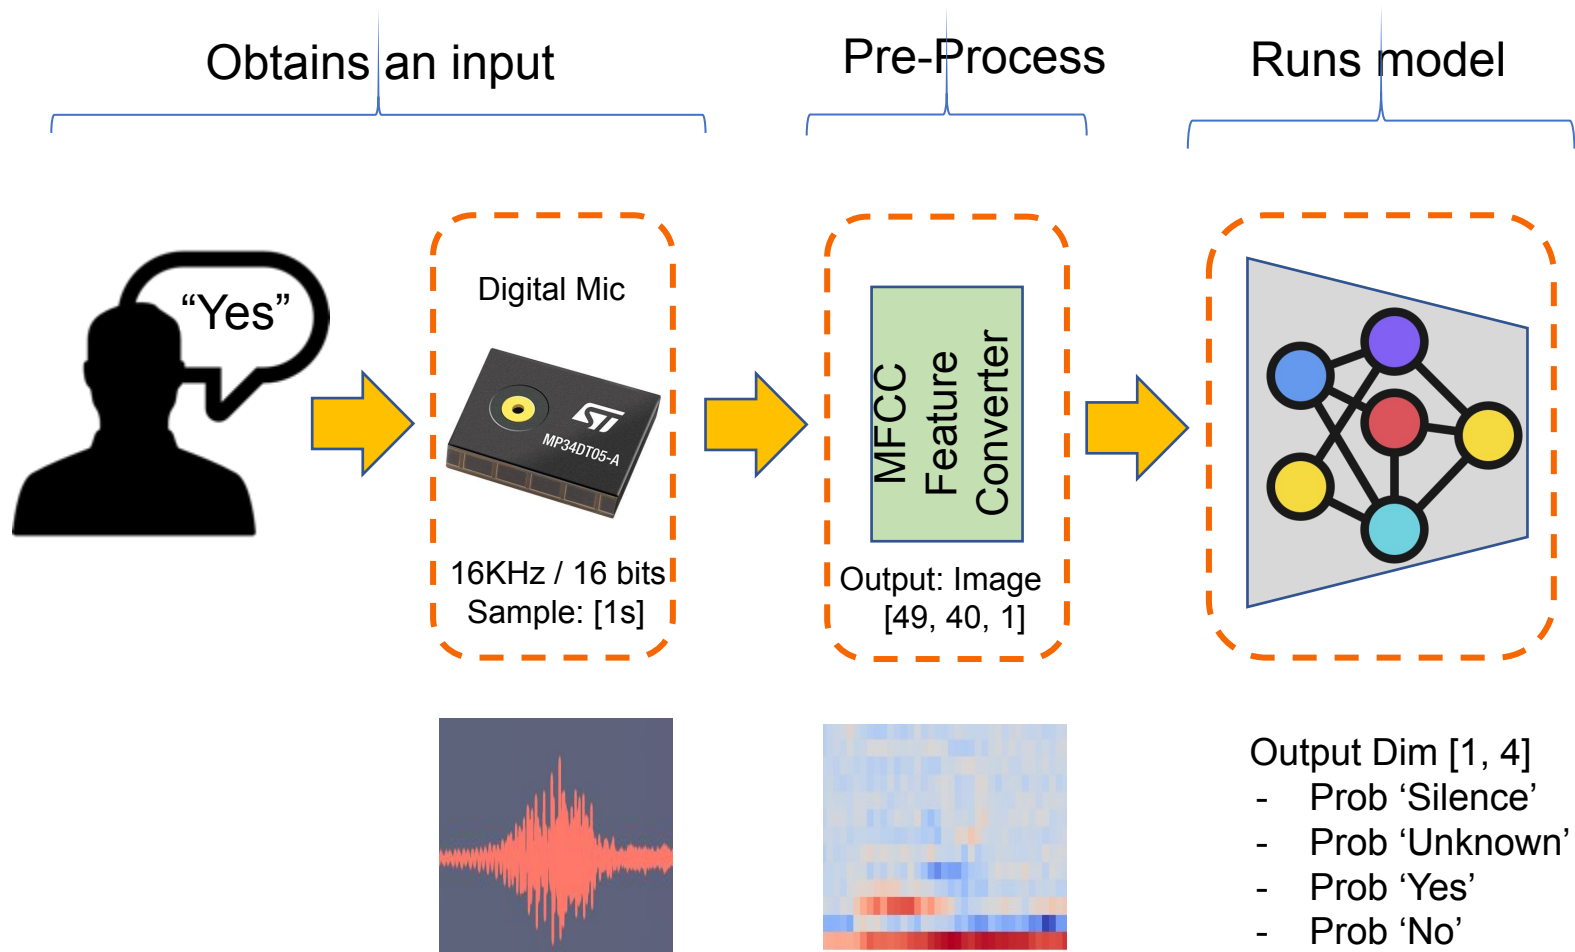 Obtains an input
Pre-Process
Runs model
“Yes”
Digital Mic
ST
MP34DT05-A
16KHz / 16 bits
Sample: [1s]
MFCC
Feature
Converter
Output: Image
[49, 40, 1]
Output Dim [1, 4]
- Prob ‘Silence’
- Prob ‘Unknown’
- Prob ‘Yes’
- Prob ‘No’